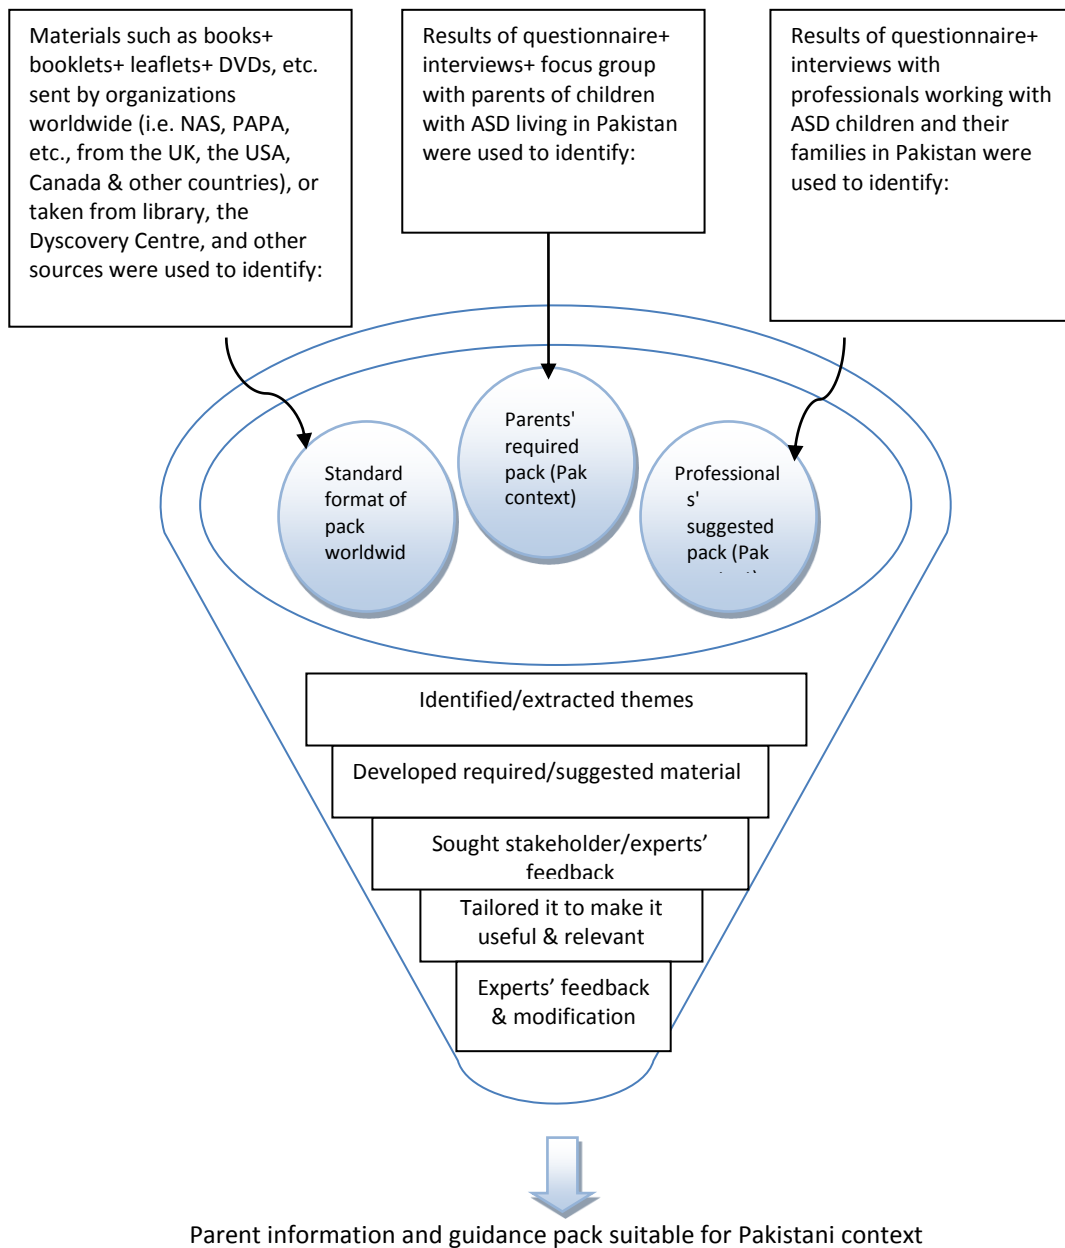 Materials such as books+
booklets+ leaflets+ DVDs, etc.
sent by organizations
worldwide (i.e. NAS, PAPA,
etc., from the UK, the USA,
Canada & other countries), or
taken from library, the
Dyscovery Centre, and other
sources were used to identify:
Results of questionnaire+
interviews+ focus group
with parents of children
with ASD living in Pakistan
were used to identify:
Results of questionnaire+
interviews with
professionals working with
ASD children and their
families in Pakistan were
used to identify:
Standard
format of
pack
worldwid
Parents'
required
pack (Pak
context)
Professional
s'
suggested
pack (Pak
Identified/extracted themes
Developed required/suggested material
Sought stakeholder/experts’
feedback
Tailored it to make it
useful & relevant
Experts’ feedback
& modification
Parent information and guidance pack suitable for Pakistani context